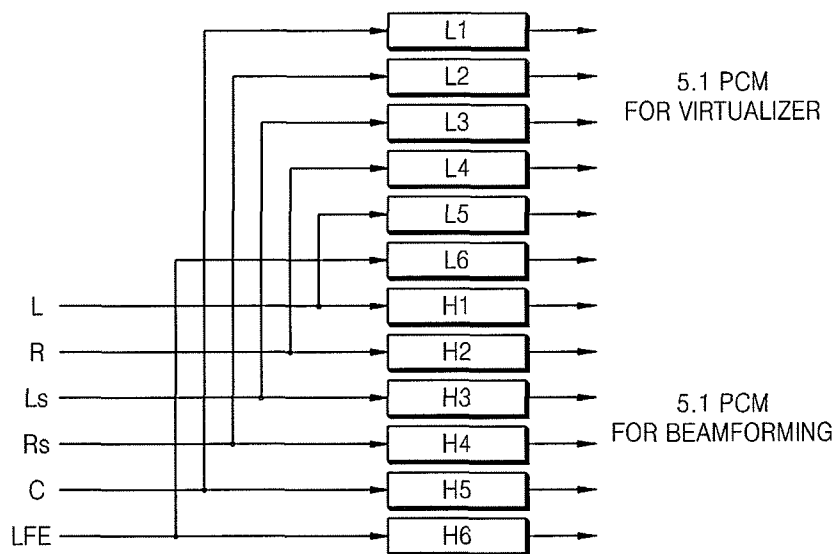 L1
L2
L3
L4
L5
L6
5.1 PCM
FOR VIRTUALIZER
L
R
Ls
Rs
C
LFE
H1
H2
H3
H4
H5
H6
5.1 PCM
FOR BEAMFORMING